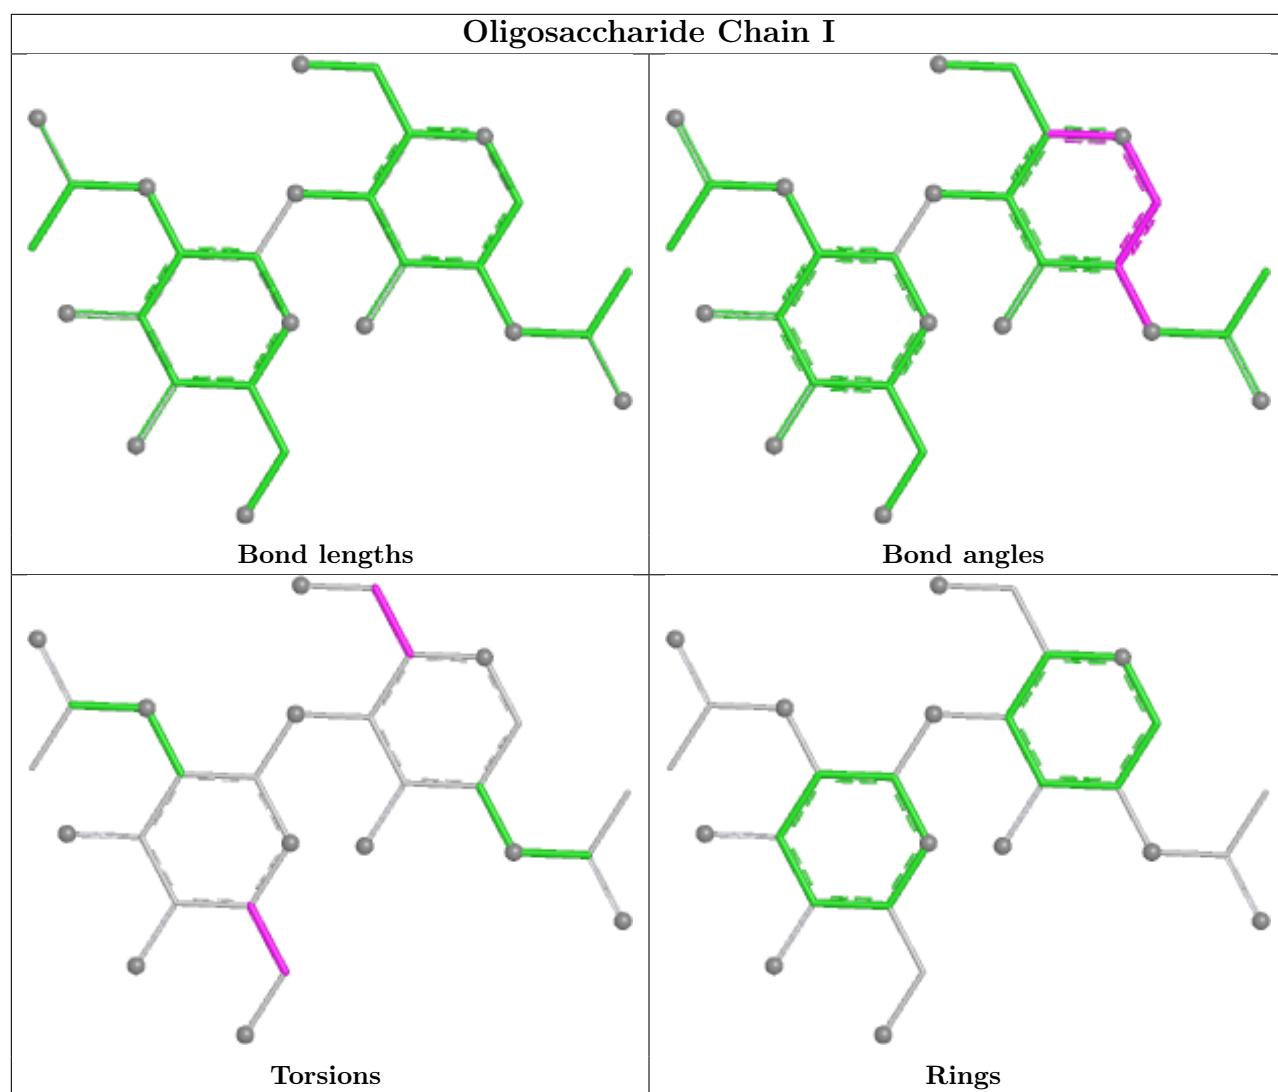 Oligosaccharide Chain I
Bond lengths
Bond angles
Torsions
Rings